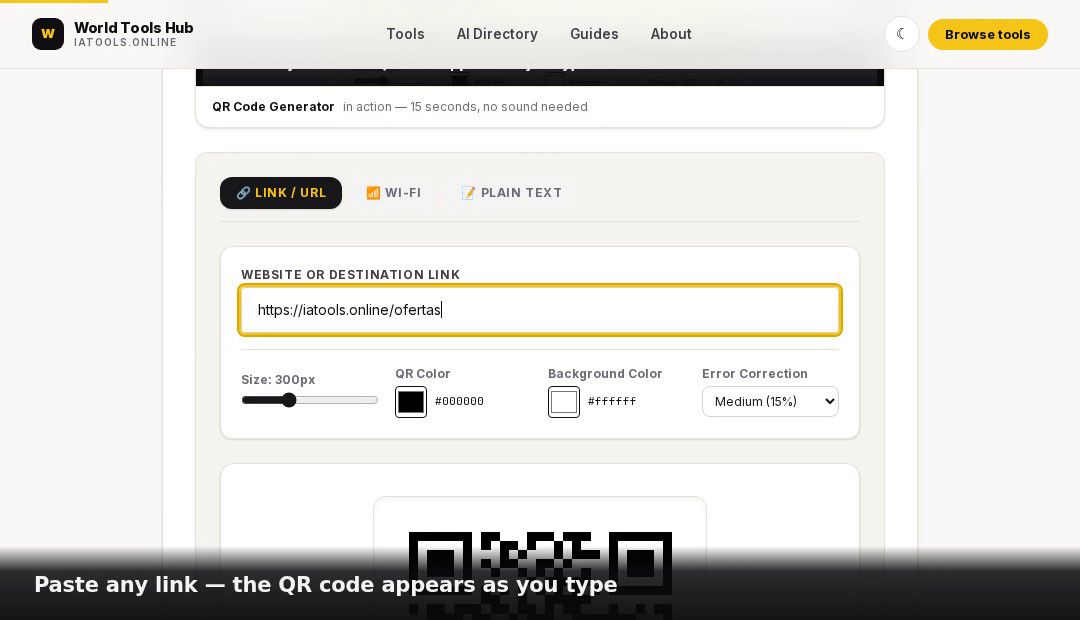 W
World Tools Hub
IATOOLS.ONLINE
Tools
AI Directory
Guides
About
Browse tools
QR Code Generator in action — 15 seconds, no sound needed
LINK / URL
WI-FI
PLAIN TEXT
WEBSITE OR DESTINATION LINK
https://iatools.online/ofertas
Size: 300px
QR Color
Background Color
Error Correction
#000000
#ffffff
Medium (15%)
Paste any link — the QR code appears as you type